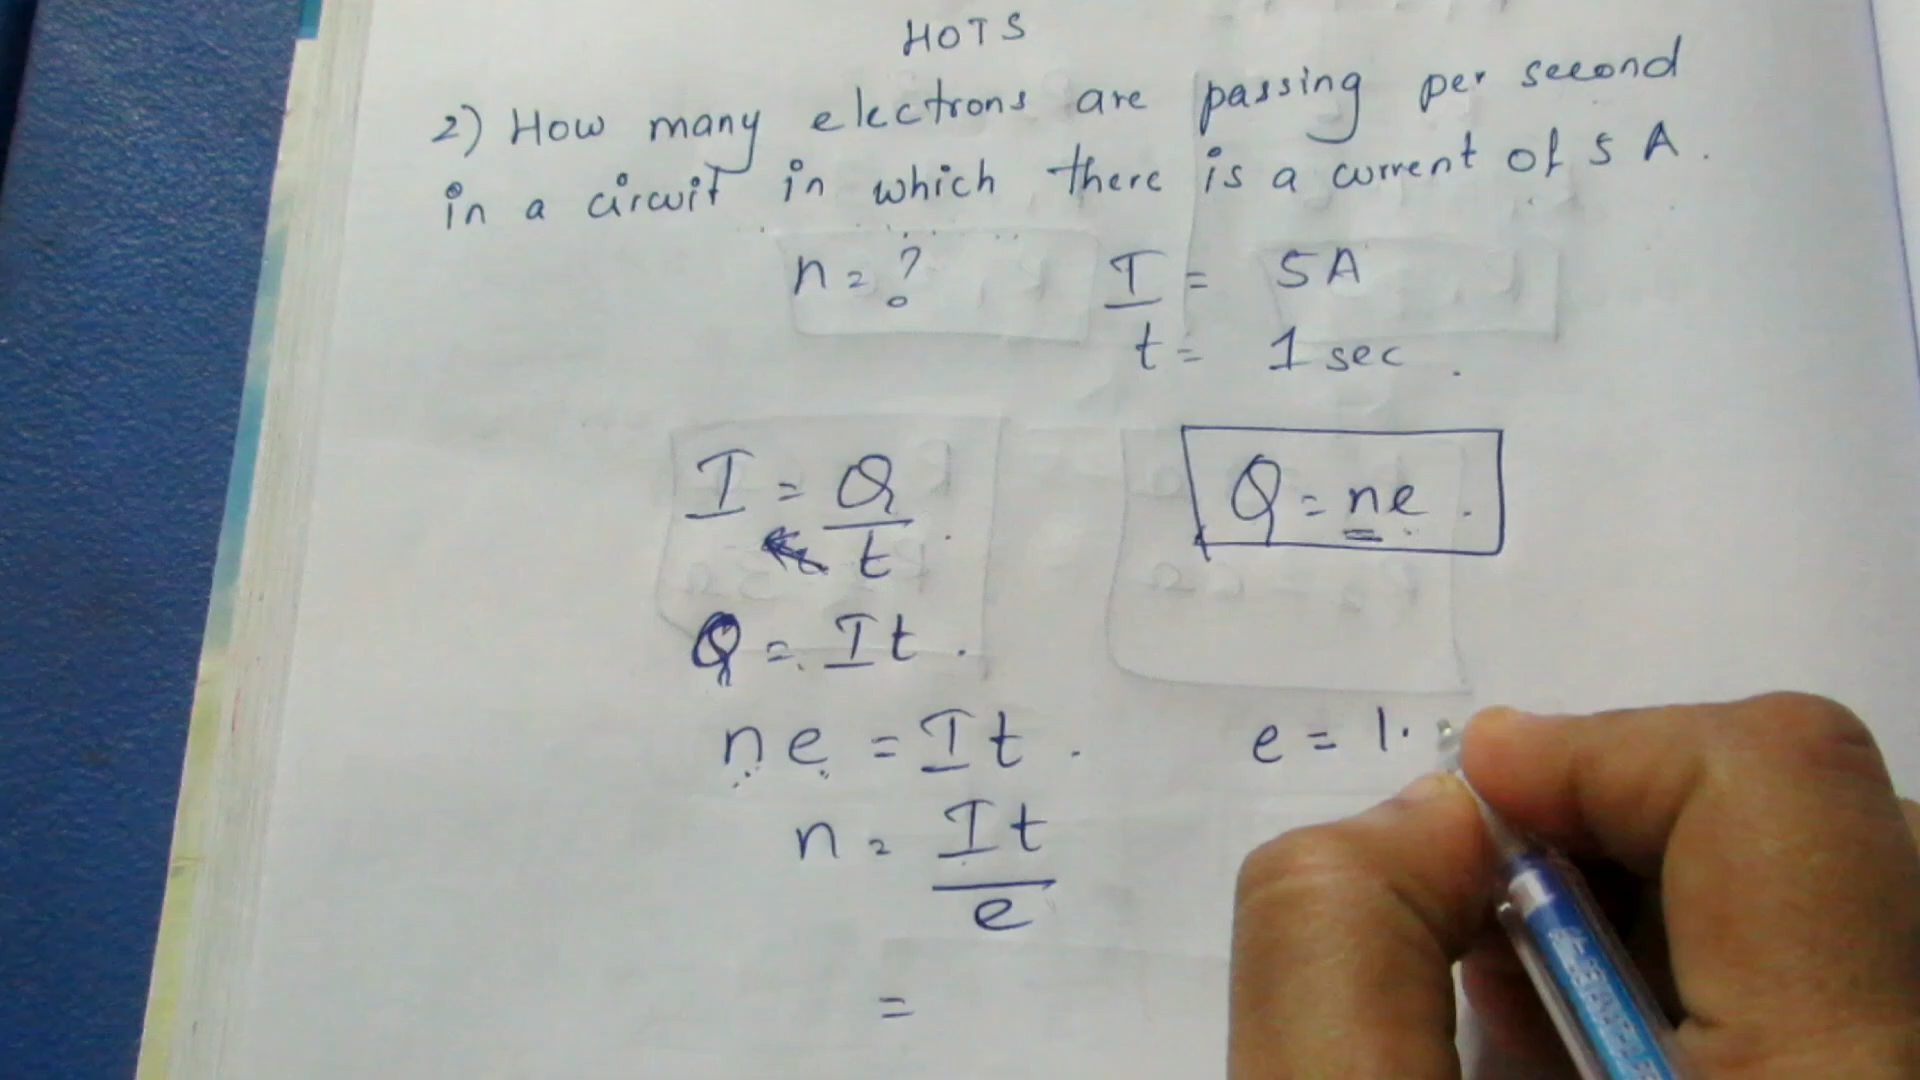 HOTS
2) How many electrons are passing per second
in a circuit in which there is a current of 5 A.
n = ? I = 5A
t = 1 sec.
I = Q/t
Q = ne.
Q = It.
ne = It.
e = 1.
n = It/e
=